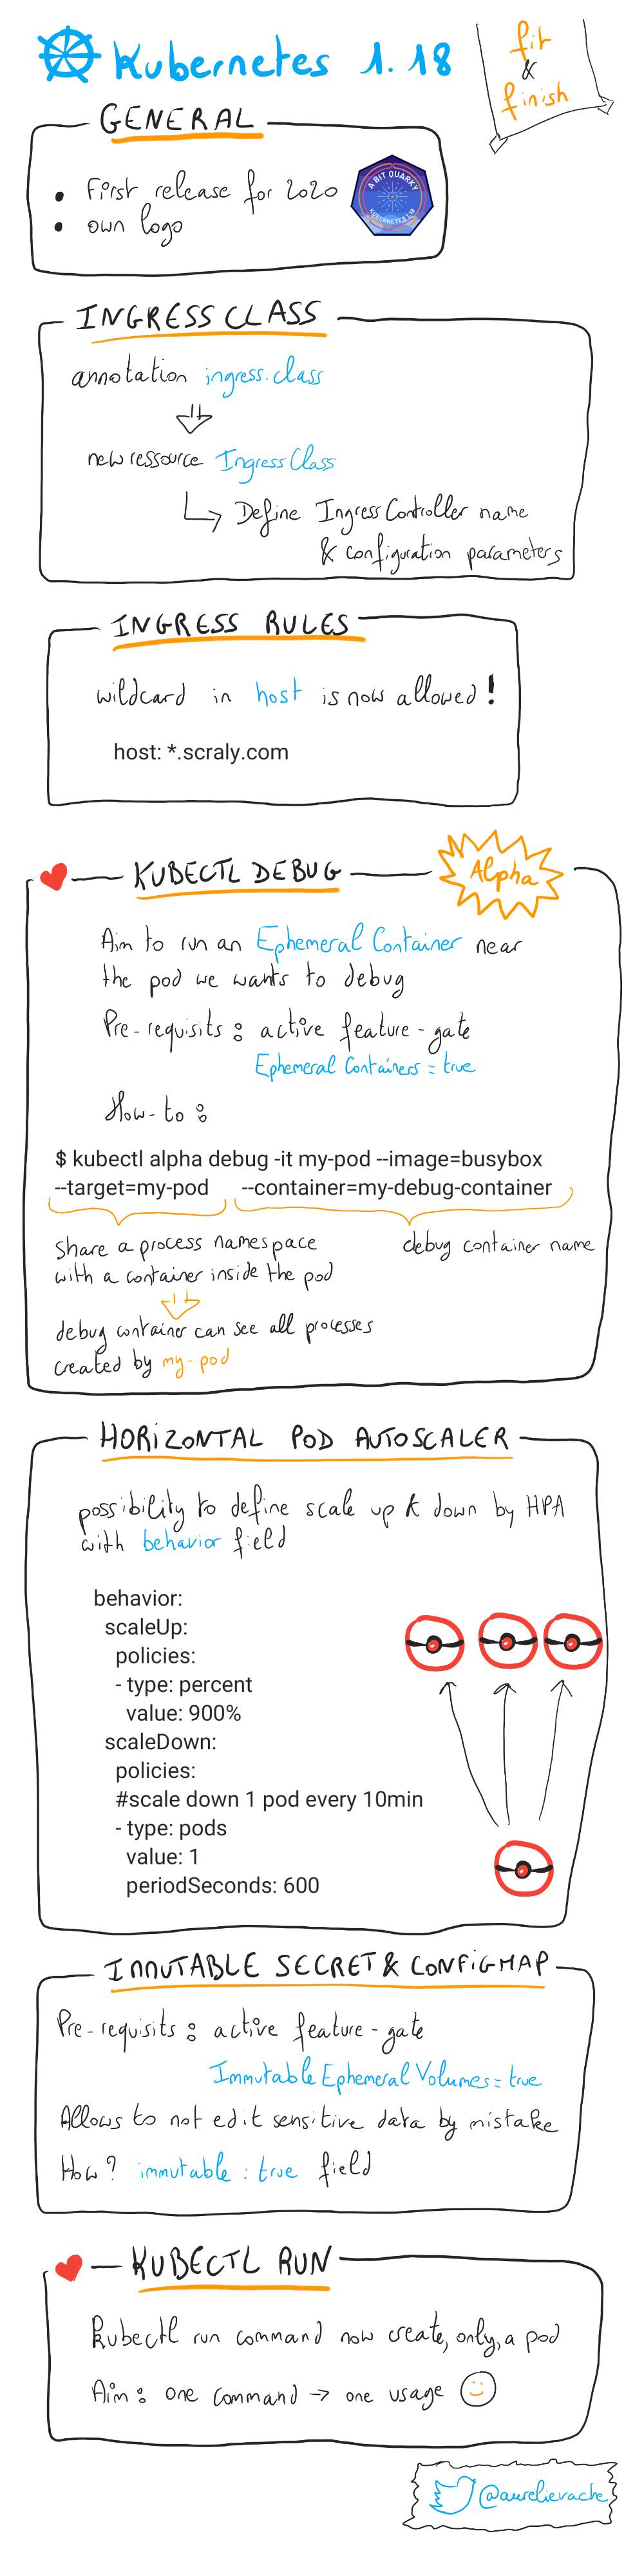 Kubernetes 1.18
fit
&
finish
GENERAL
• First release for 2020
• own logo
A BIT QUARKY
KUBERNETES 1.18
INGRESS CLASS
annotation ingress.class
new ressource IngressClass
Define IngressController name
& configuration parameters
INGRESS RULES
wildcard in host is now allowed!
host: *.scraly.com
KUBECTL DEBUG
Alpha
Aim to run an Ephemeral Container near
the pod we wants to debug
Pre-requisits : active feature-gate
Ephemeral Containers = true
How-to :
$ kubectl alpha debug -it my-pod --image=busybox
--target=my-pod --container=my-debug-container
Share a process namespace
with a container inside the pod
debug container name
debug container can see all processes
created by my-pod
HORIZONTAL POD AUTOSCALER
possibility to define scale up & down by HPA
with behavior field
behavior:
scaleUp:
policies:
- type: percent
value: 900%
scaleDown:
policies:
#scale down 1 pod every 10min
- type: pods
value: 1
periodSeconds: 600
IMMUTABLE SECRET & CONFIGMAP
Pre-requisits : active feature-gate
Immutable Ephemeral Volumes = true
Allows to not edit sensitive data by mistake
How? immutable : true field
KUBECTL RUN
Kubectl run command now create, only, a pod
Aim : one command → one usage
@aurelievache